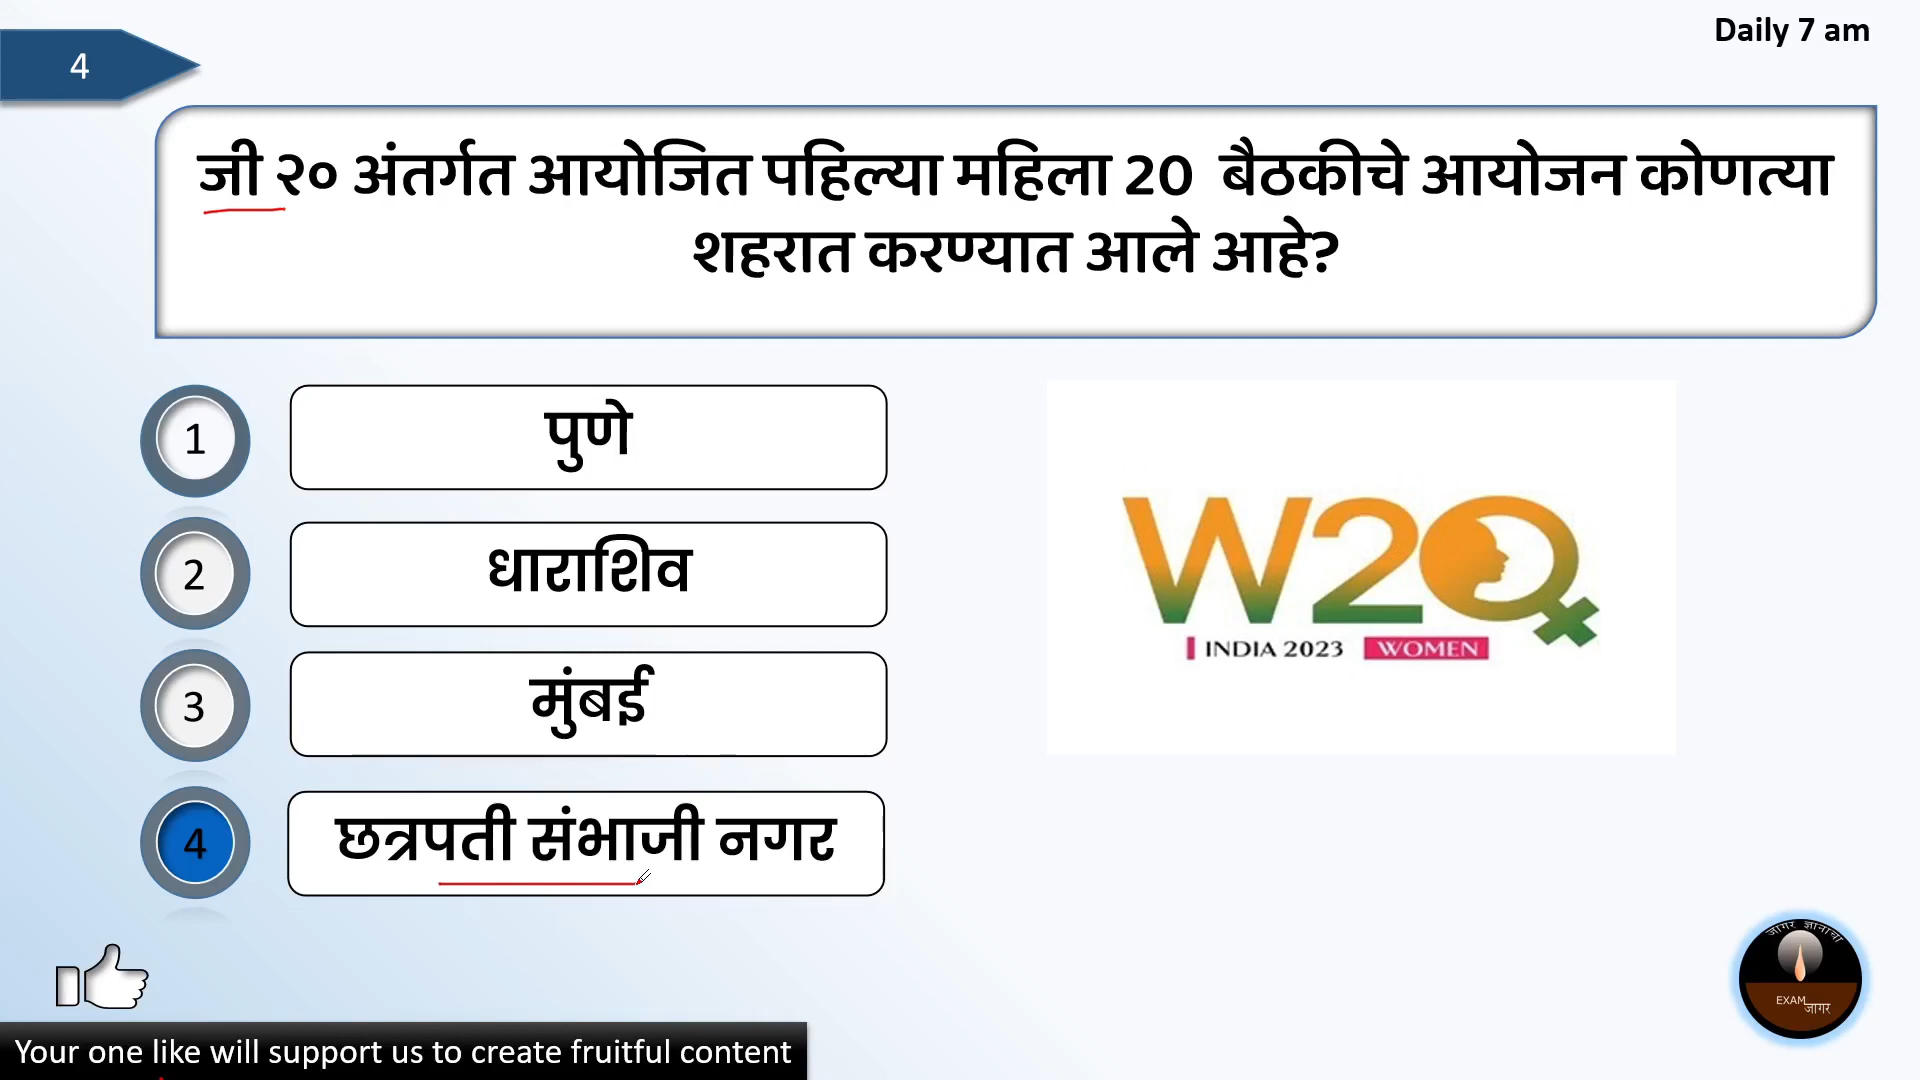 Daily 7 am
4
जी २० अंतर्गत आयोजित पहिल्या महिला 20 बैठकीचे आयोजन कोणत्या
शहरात करण्यात आले आहे?
1
पुणे
2
धाराशिव
3
मुंबई
4
छत्रपती संभाजी नगर
W20
INDIA 2023 WOMEN
जागर ज्ञानाचा
EXAM
जागर
Your one like will support us to create fruitful content